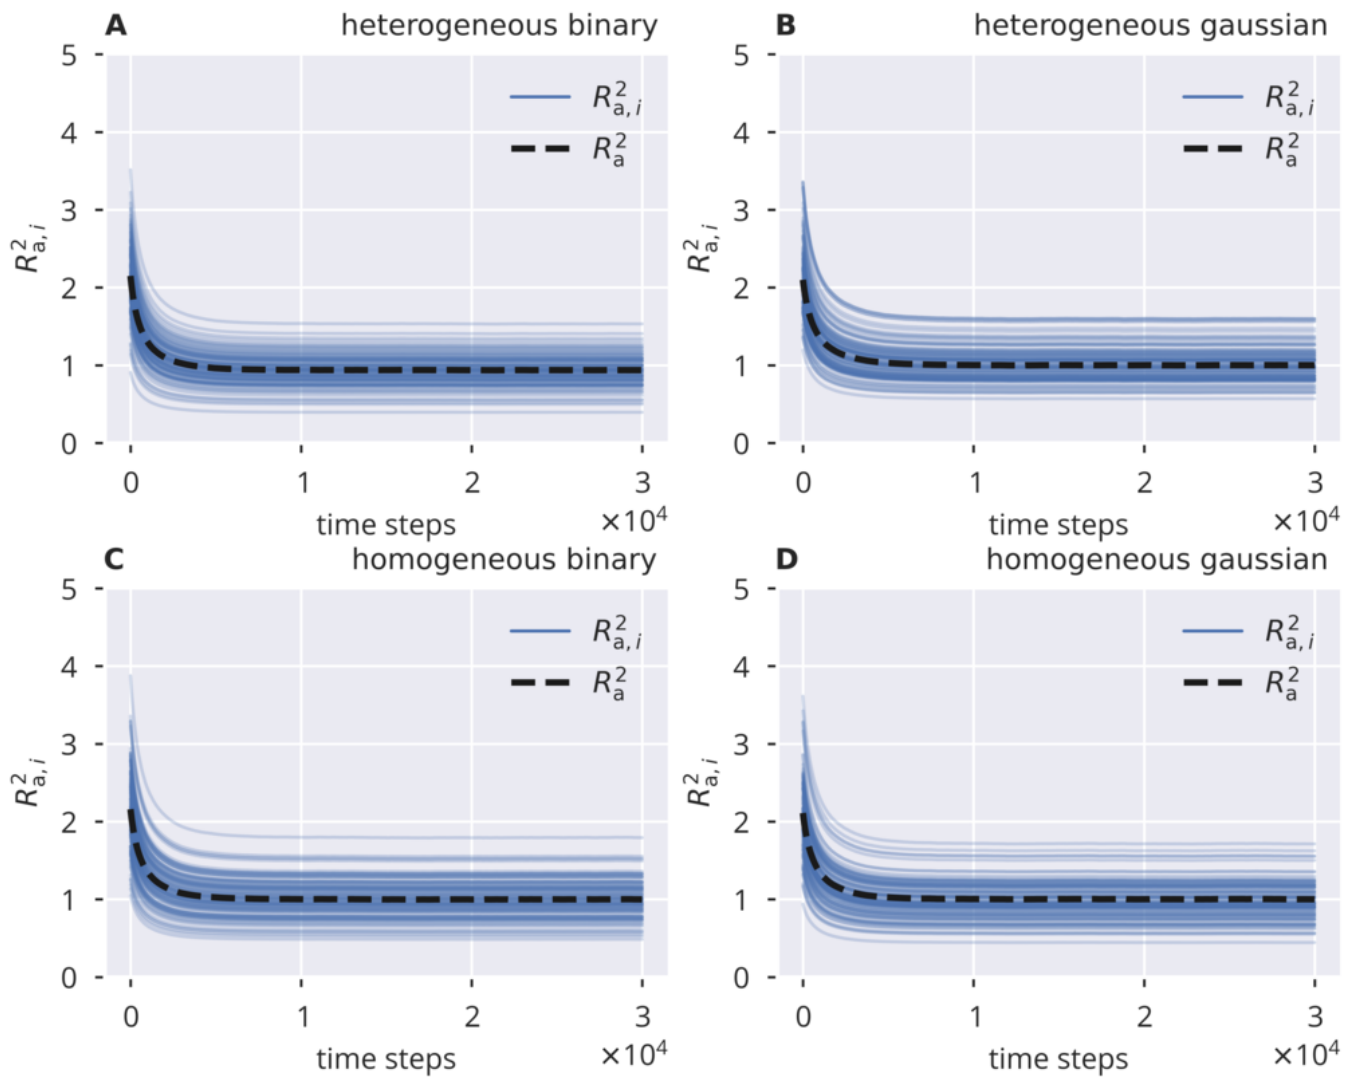 A heterogeneous binary
5
4
3
2
1
0
R²a,i
R²a,i
R²a
0 1 2 3
time steps ×10⁴
B heterogeneous gaussian
5
4
3
2
1
0
R²a,i
R²a,i
R²a
0 1 2 3
time steps ×10⁴
C homogeneous binary
5
4
3
2
1
0
R²a,i
R²a,i
R²a
0 1 2 3
time steps ×10⁴
D homogeneous gaussian
5
4
3
2
1
0
R²a,i
R²a,i
R²a
0 1 2 3
time steps ×10⁴